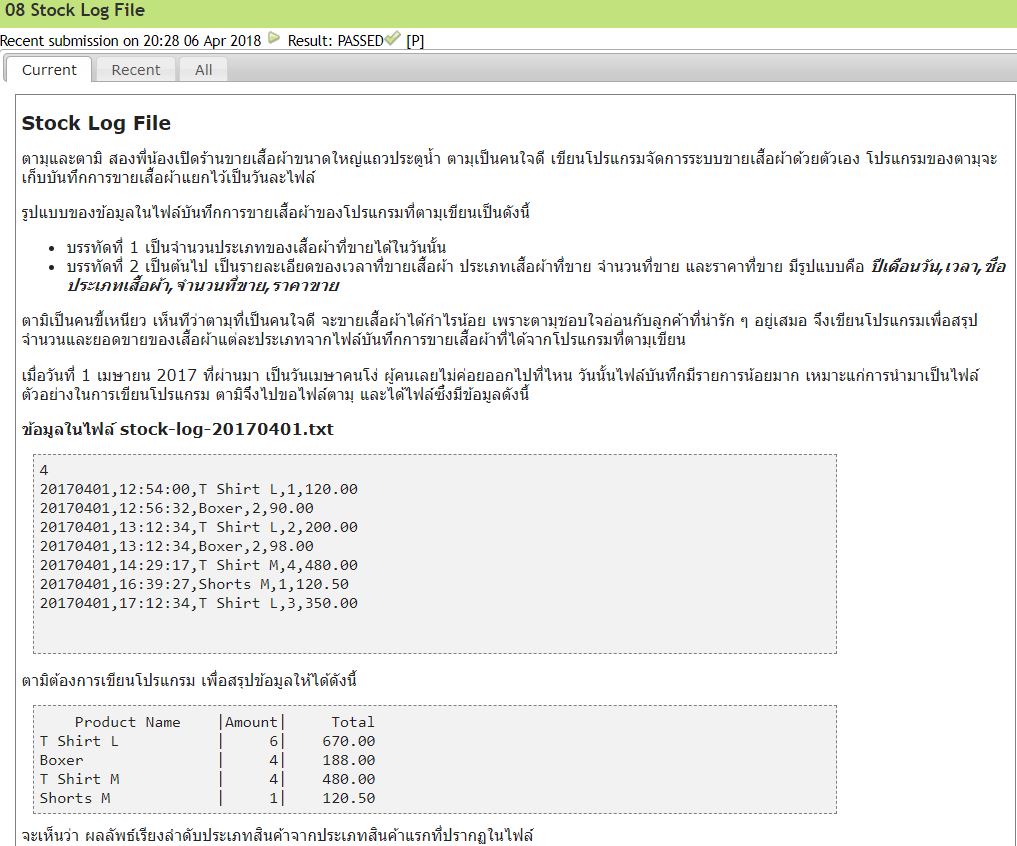 08 Stock Log File
Recent submission on 20:28 06 Apr 2018 Result: PASSED [P]
Current Recent All
Stock Log File
ตามุและตามิ สองพี่น้องเปิดร้านขายเสื้อผ้าขนาดใหญ่แถวประตูน้ำ ตามุเป็นคนใจดี เขียนโปรแกรมจัดการระบบขายเสื้อผ้าด้วยตัวเอง โปรแกรมของตามุจะ
เก็บบันทึกการขายเสื้อผ้าแยกไว้เป็นวันละไฟล์
รูปแบบของข้อมูลในไฟล์บันทึกการขายเสื้อผ้าของโปรแกรมที่ตามุเขียนเป็นดังนี้
• บรรทัดที่ 1 เป็นจำนวนประเภทของเสื้อผ้าที่ขายได้ในวันนั้น
• บรรทัดที่ 2 เป็นต้นไป เป็นรายละเอียดของเวลาที่ขายเสื้อผ้า ประเภทเสื้อผ้าที่ขาย จำนวนที่ขาย และราคาที่ขาย มีรูปแบบคือ ปีเดือนวัน,เวลา,ชื่อ
ประเภทเสื้อผ้า,จำนวนที่ขาย,ราคาขาย
ตามิเป็นคนขี้เหนียว เห็นทีว่าตามุที่เป็นคนใจดี จะขายเสื้อผ้าได้กำไรน้อย เพราะตามุชอบใจอ่อนกับลูกค้าที่น่ารัก ๆ อยู่เสมอ จึงเขียนโปรแกรมเพื่อสรุป
จำนวนและยอดขายของเสื้อผ้าแต่ละประเภทจากไฟล์บันทึกการขายเสื้อผ้าที่ได้จากโปรแกรมที่ตามุเขียน
เมื่อวันที่ 1 เมษายน 2017 ที่ผ่านมา เป็นวันเมษาคนโง่ ผู้คนเลยไม่ค่อยออกไปที่ไหน วันนั้นไฟล์บันทึกมีรายการน้อยมาก เหมาะแก่การนำมาเป็นไฟล์
ตัวอย่างในการเขียนโปรแกรม ตามิจึงไปขอไฟล์ตามุ และได้ไฟล์ซึ่งมีข้อมูลดังนี้
ข้อมูลในไฟล์ stock-log-20170401.txt
4
20170401,12:54:00,T Shirt L,1,120.00
20170401,12:56:32,Boxer,2,90.00
20170401,13:12:34,T Shirt L,2,200.00
20170401,13:12:34,Boxer,2,98.00
20170401,14:29:17,T Shirt M,4,480.00
20170401,16:39:27,Shorts M,1,120.50
20170401,17:12:34,T Shirt L,3,350.00
ตามิต้องการเขียนโปรแกรม เพื่อสรุปข้อมูลให้ได้ดังนี้
Product Name |Amount| Total
T Shirt L | 6| 670.00
Boxer | 4| 188.00
T Shirt M | 4| 480.00
Shorts M | 1| 120.50
จะเห็นว่า ผลลัพธ์เรียงลำดับประเภทสินค้าจากประเภทสินค้าแรกที่ปรากฏในไฟล์